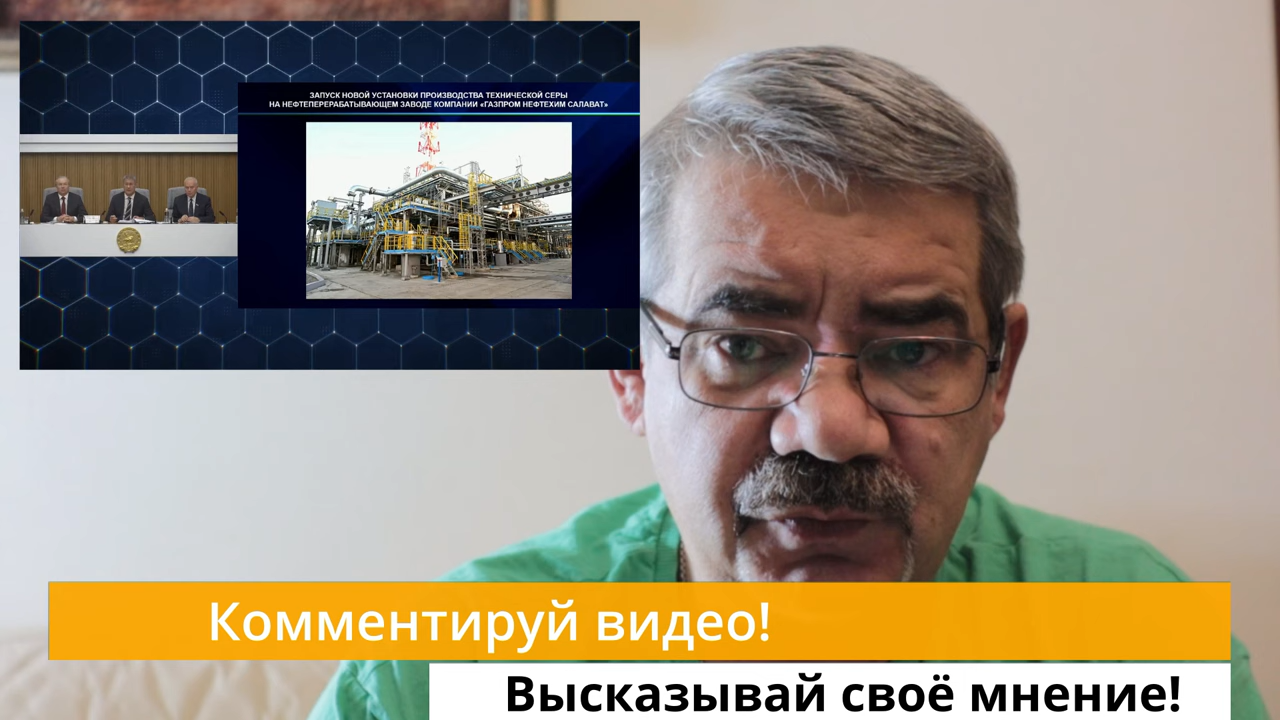 ЗАПУСК НОВОЙ УСТАНОВКИ ПРОИЗВОДСТВА ТЕХНИЧЕСКОЙ СЕРЫ
НА НЕФТЕПЕРЕРАБАТЫВАЮЩЕМ ЗАВОДЕ КОМПАНИИ «ГАЗПРОМ НЕФТЕХИМ САЛАВАТ»
Комментируй видео!
Высказывай своё мнение!